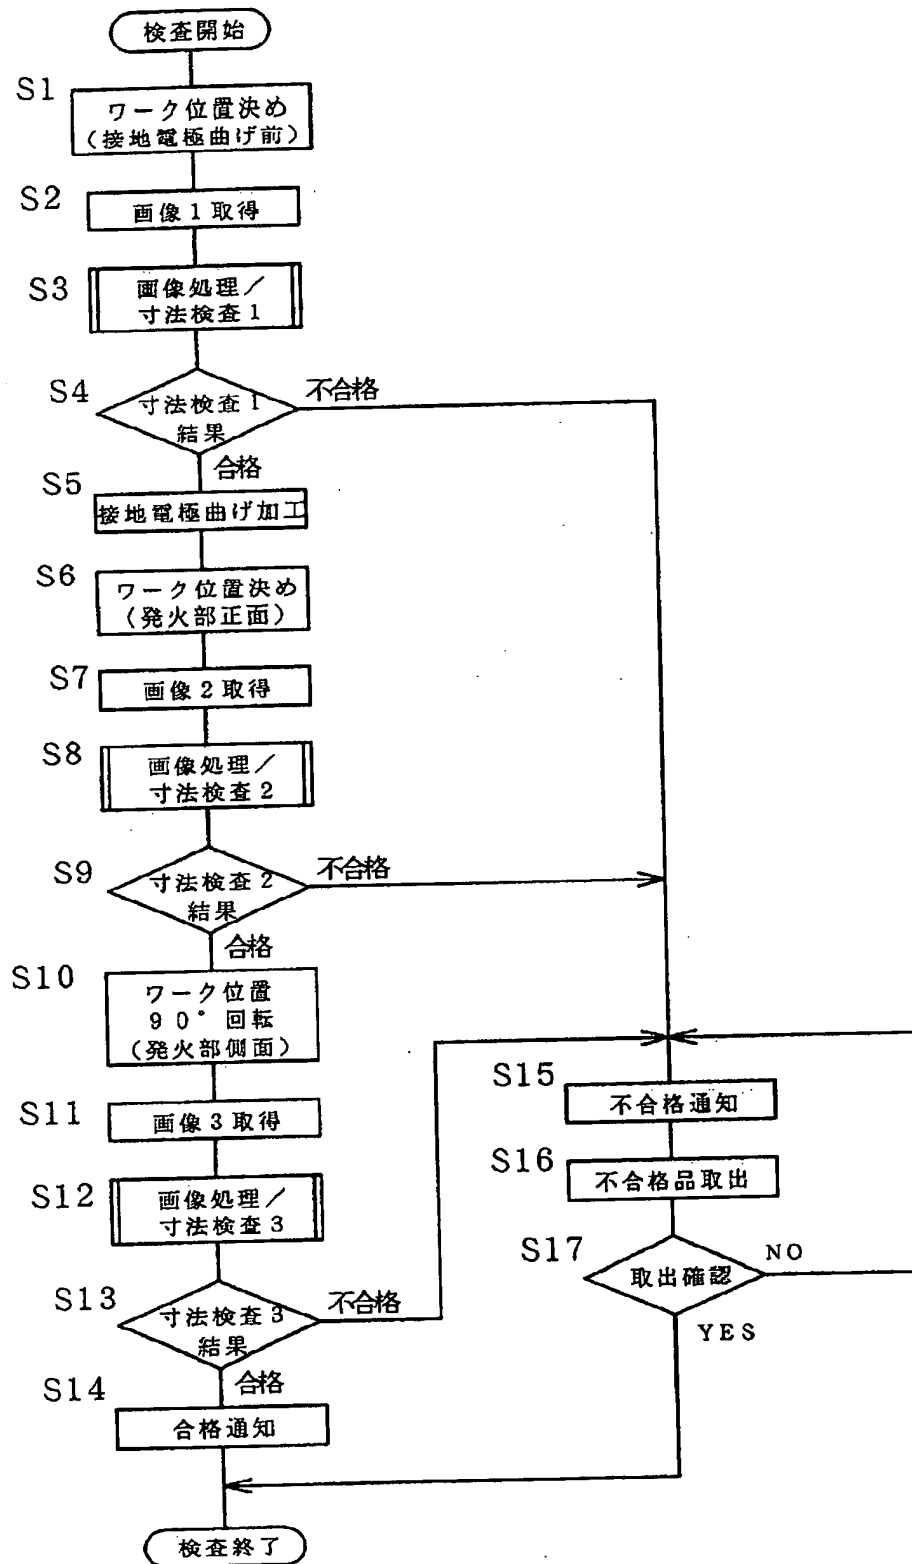 検査開始
S1
ワーク位置決め
（接地電極曲げ前）
S2
画像1取得
S3
画像処理／
寸法検査1
S4
寸法検査1
結果
不合格
合格
S5
接地電極曲げ加工
S6
ワーク位置決め
（発火部正面）
S7
画像2取得
S8
画像処理／
寸法検査2
S9
寸法検査2
結果
不合格
合格
S10
ワーク位置
90°回転
（発火部側面）
S11
画像3取得
S12
画像処理／
寸法検査3
S13
寸法検査3
結果
不合格
合格
S14
合格通知
S15
不合格通知
S16
不合格品取出
S17
取出確認
NO
YES
検査終了